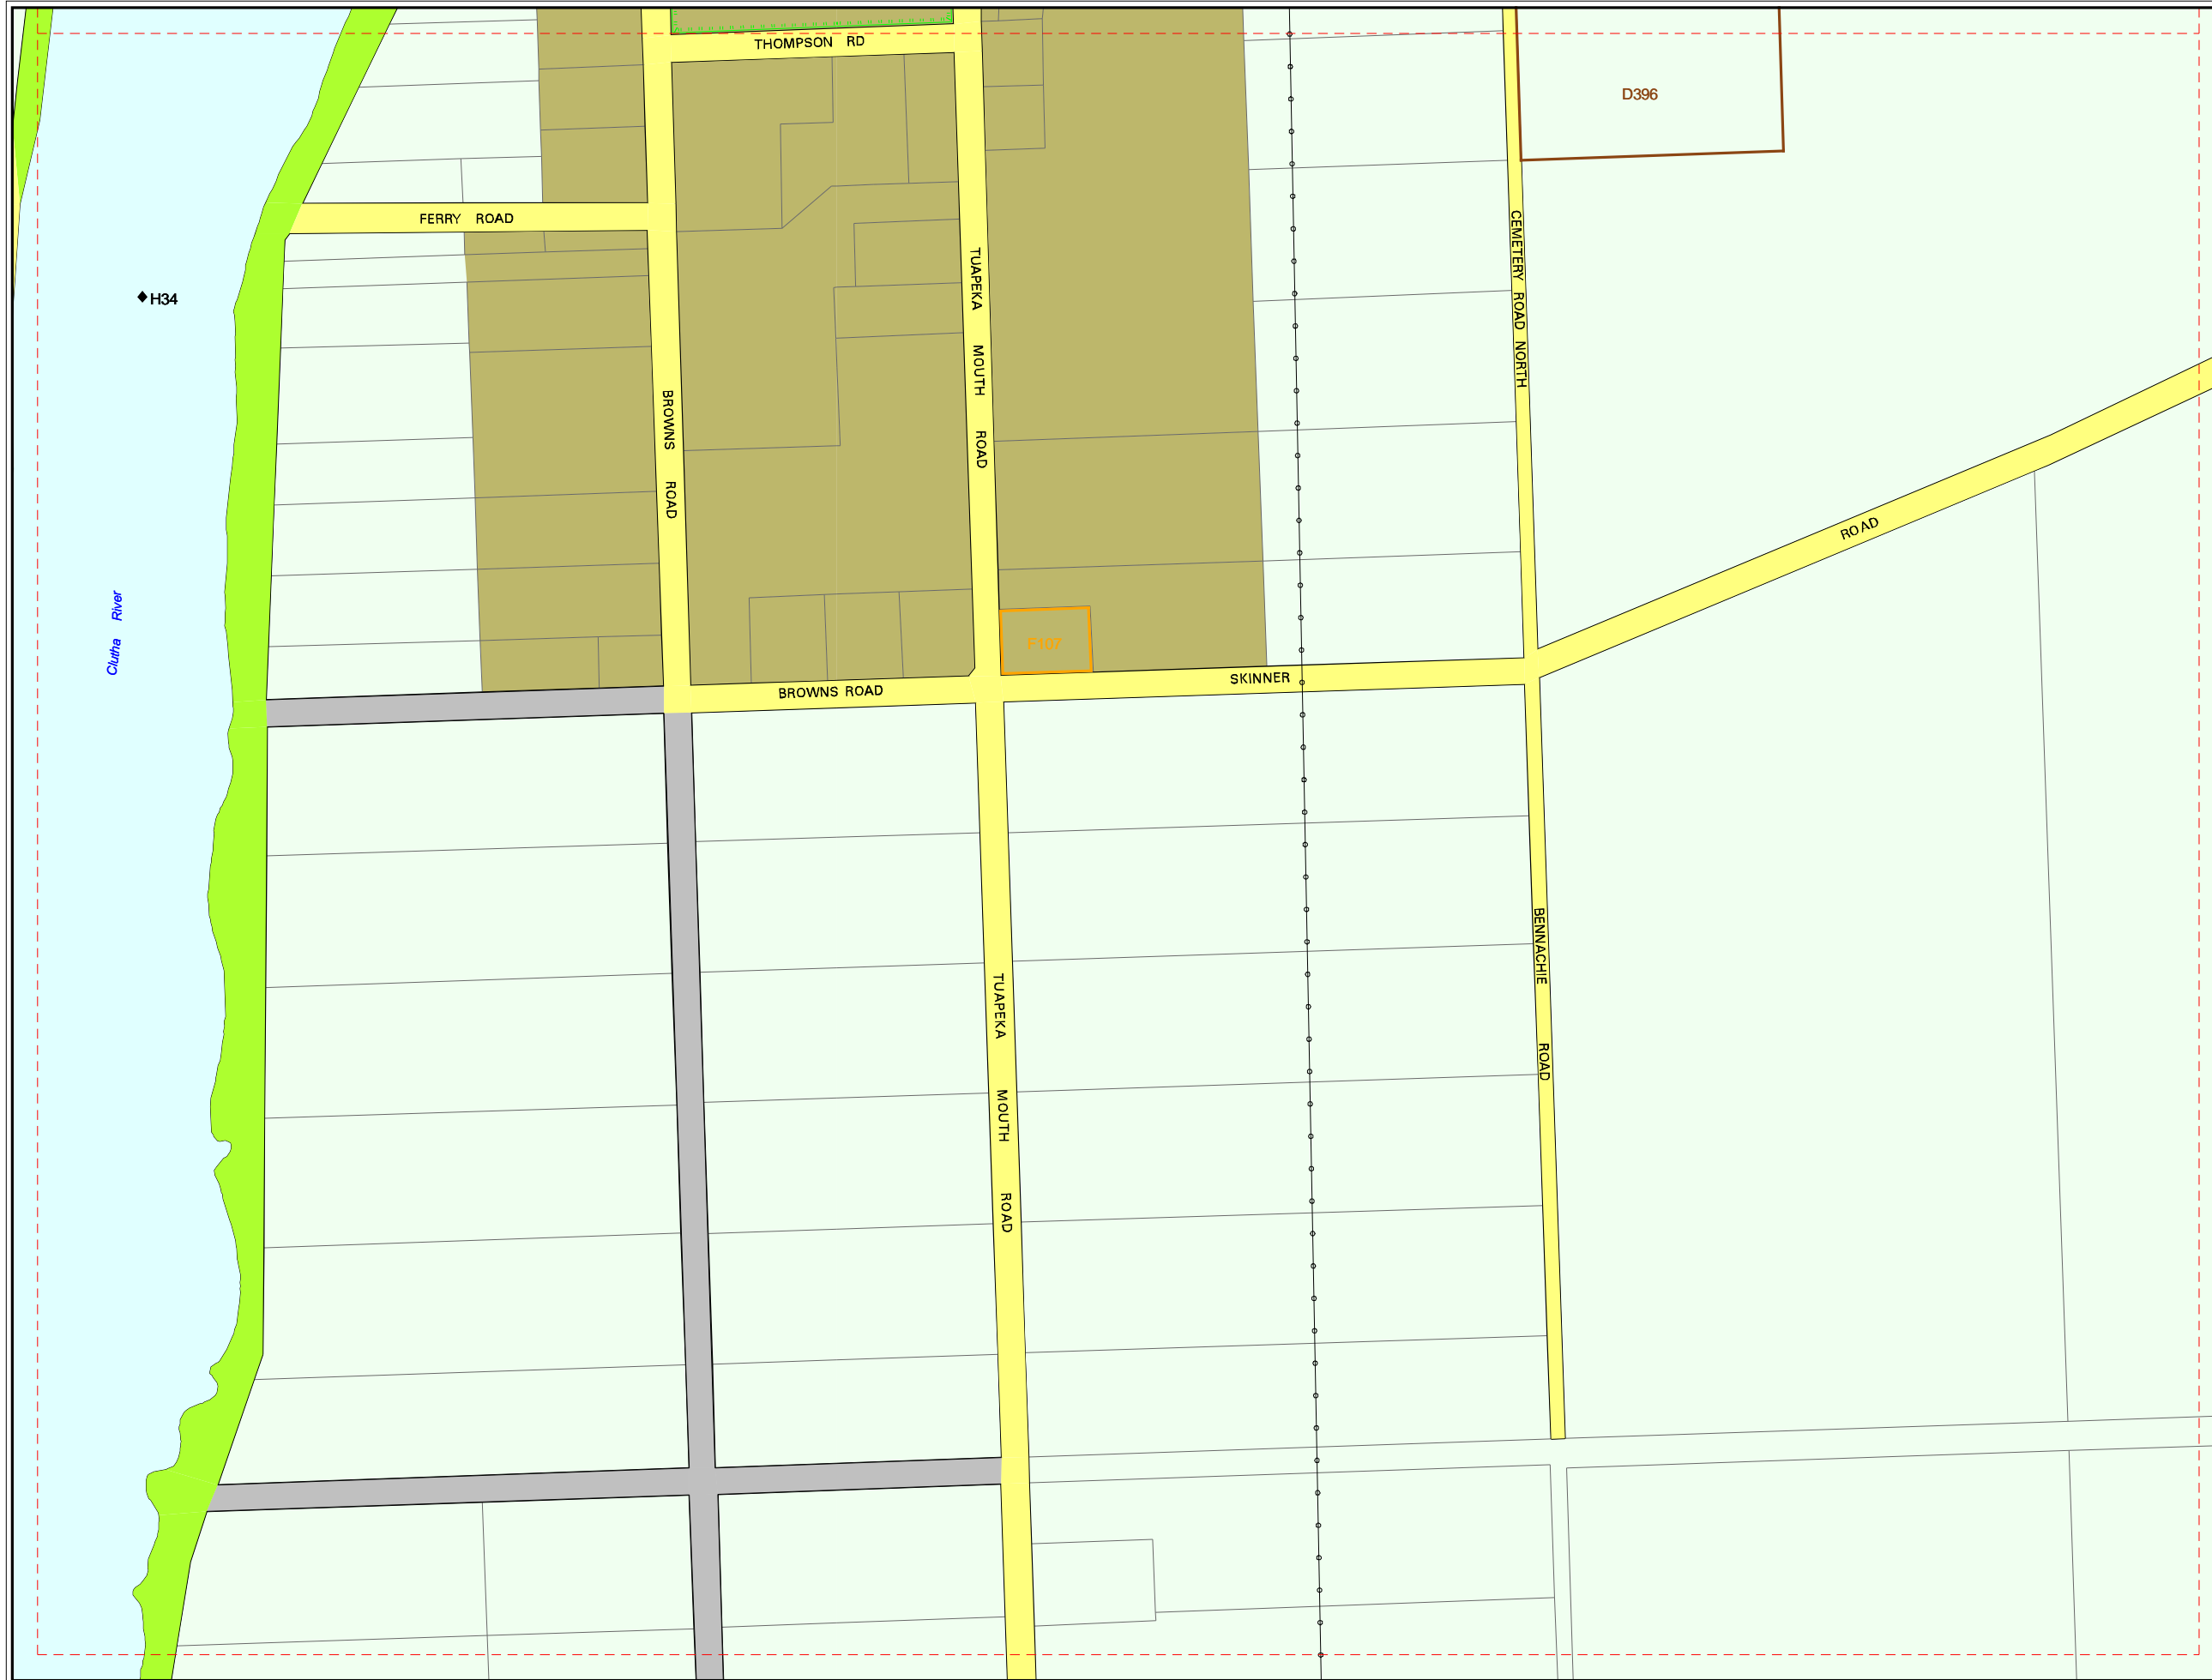 THOMPSON RD
D396
FERRY ROAD
H34
TUAPEKA MOUTH ROAD
CEMETERY ROAD NORTH
BROWNS ROAD
ROAD
Clutha River
F107
BROWNS ROAD
SKINNER
BENNACHIE ROAD
TUAPEKA MOUTH ROAD